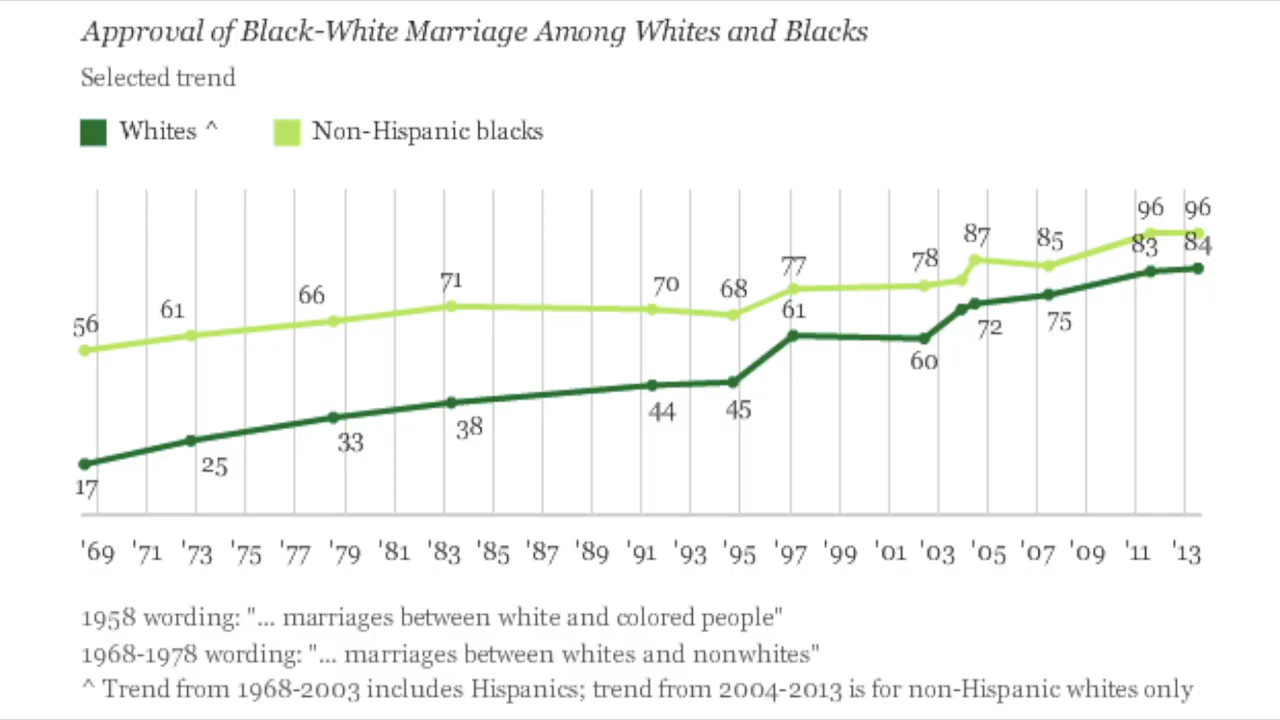 Approval of Black-White Marriage Among Whites and Blacks
Selected trend
Whites ^ Non-Hispanic blacks
96 96
87 85 83 84
78
77
71 70 68
66
61 61
56
72 75
60
44 45
38
33
25
17
'69 '71 '73 '75 '77 '79 '81 '83 '85 '87 '89 '91 '93 '95 '97 '99 '01 '03 '05 '07 '09 '11 '13
1958 wording: "... marriages between white and colored people"
1968-1978 wording: "... marriages between whites and nonwhites"
^ Trend from 1968-2003 includes Hispanics; trend from 2004-2013 is for non-Hispanic whites only